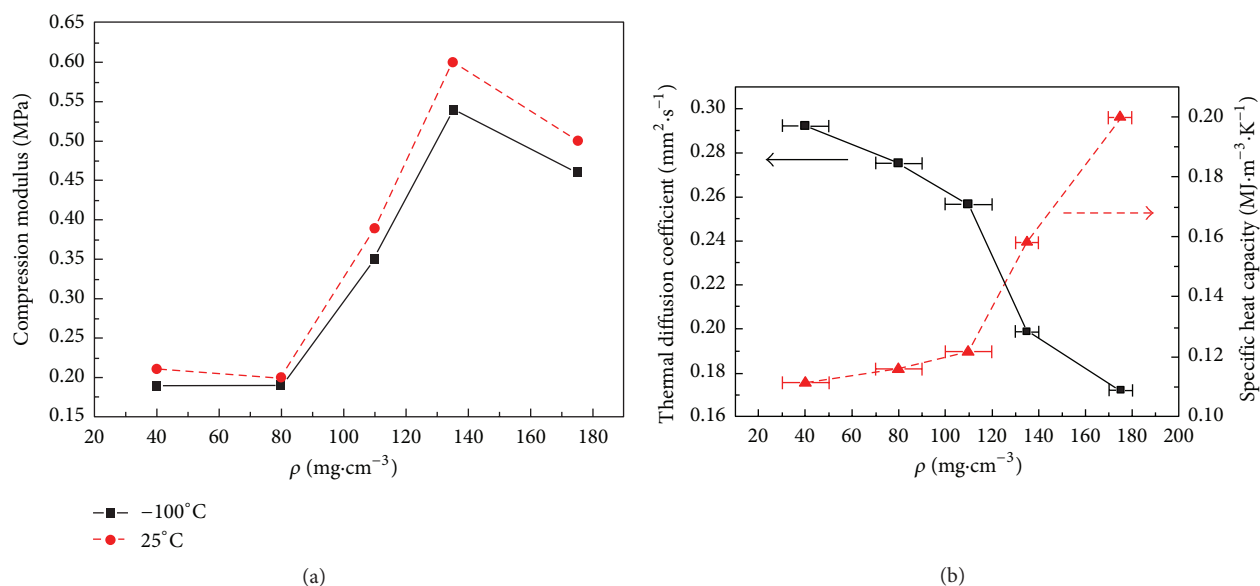 0.65
0.60
0.55
0.50
0.45
0.40
0.35
0.30
0.25
0.20
0.15
Compression modulus (MPa)
20 40 60 80 100 120 140 160 180
ρ (mg·cm⁻³)
−100°C
25°C
(a)
0.30
0.28
0.26
0.24
0.22
0.20
0.18
0.16
Thermal diffusion coefficient (mm²·s⁻¹)
0.20
0.18
0.16
0.14
0.12
0.10
Specific heat capacity (MJ·m⁻³·K⁻¹)
20 40 60 80 100 120 140 160 180 200
ρ (mg·cm⁻³)
(b)